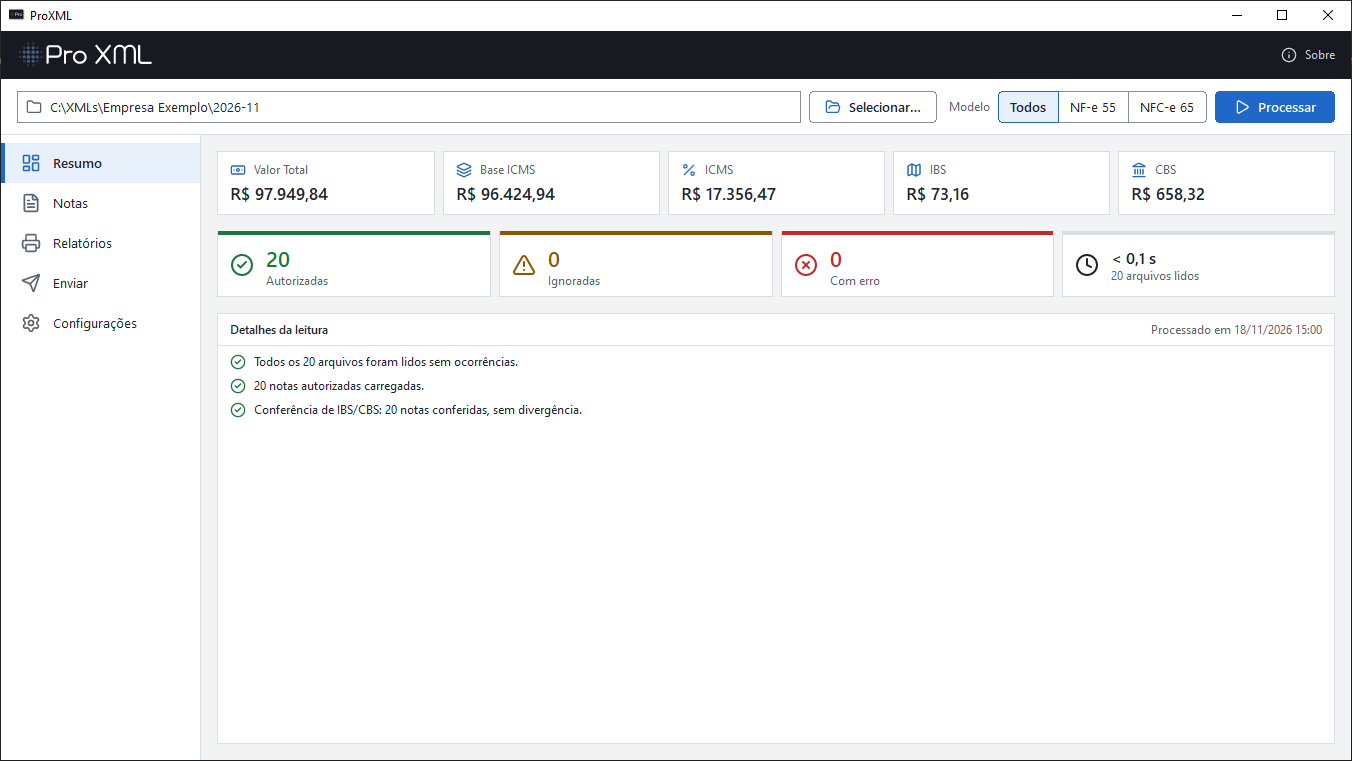 ProXML
Pro XML
Sobre
C:\XMLs\Empresa Exemplo\2026-11
Selecionar...
Modelo
Todos
NF-e 55
NFC-e 65
Processar
Resumo
Notas
Relatórios
Enviar
Configurações
Valor Total
R$ 97.949,84
Base ICMS
R$ 96.424,94
ICMS
R$ 17.356,47
IBS
R$ 73,16
CBS
R$ 658,32
20
Autorizadas
0
Ignoradas
0
Com erro
< 0,1 s
20 arquivos lidos
Detalhes da leitura
Processado em 18/11/2026 15:00
Todos os 20 arquivos foram lidos sem ocorrências.
20 notas autorizadas carregadas.
Conferência de IBS/CBS: 20 notas conferidas, sem divergência.